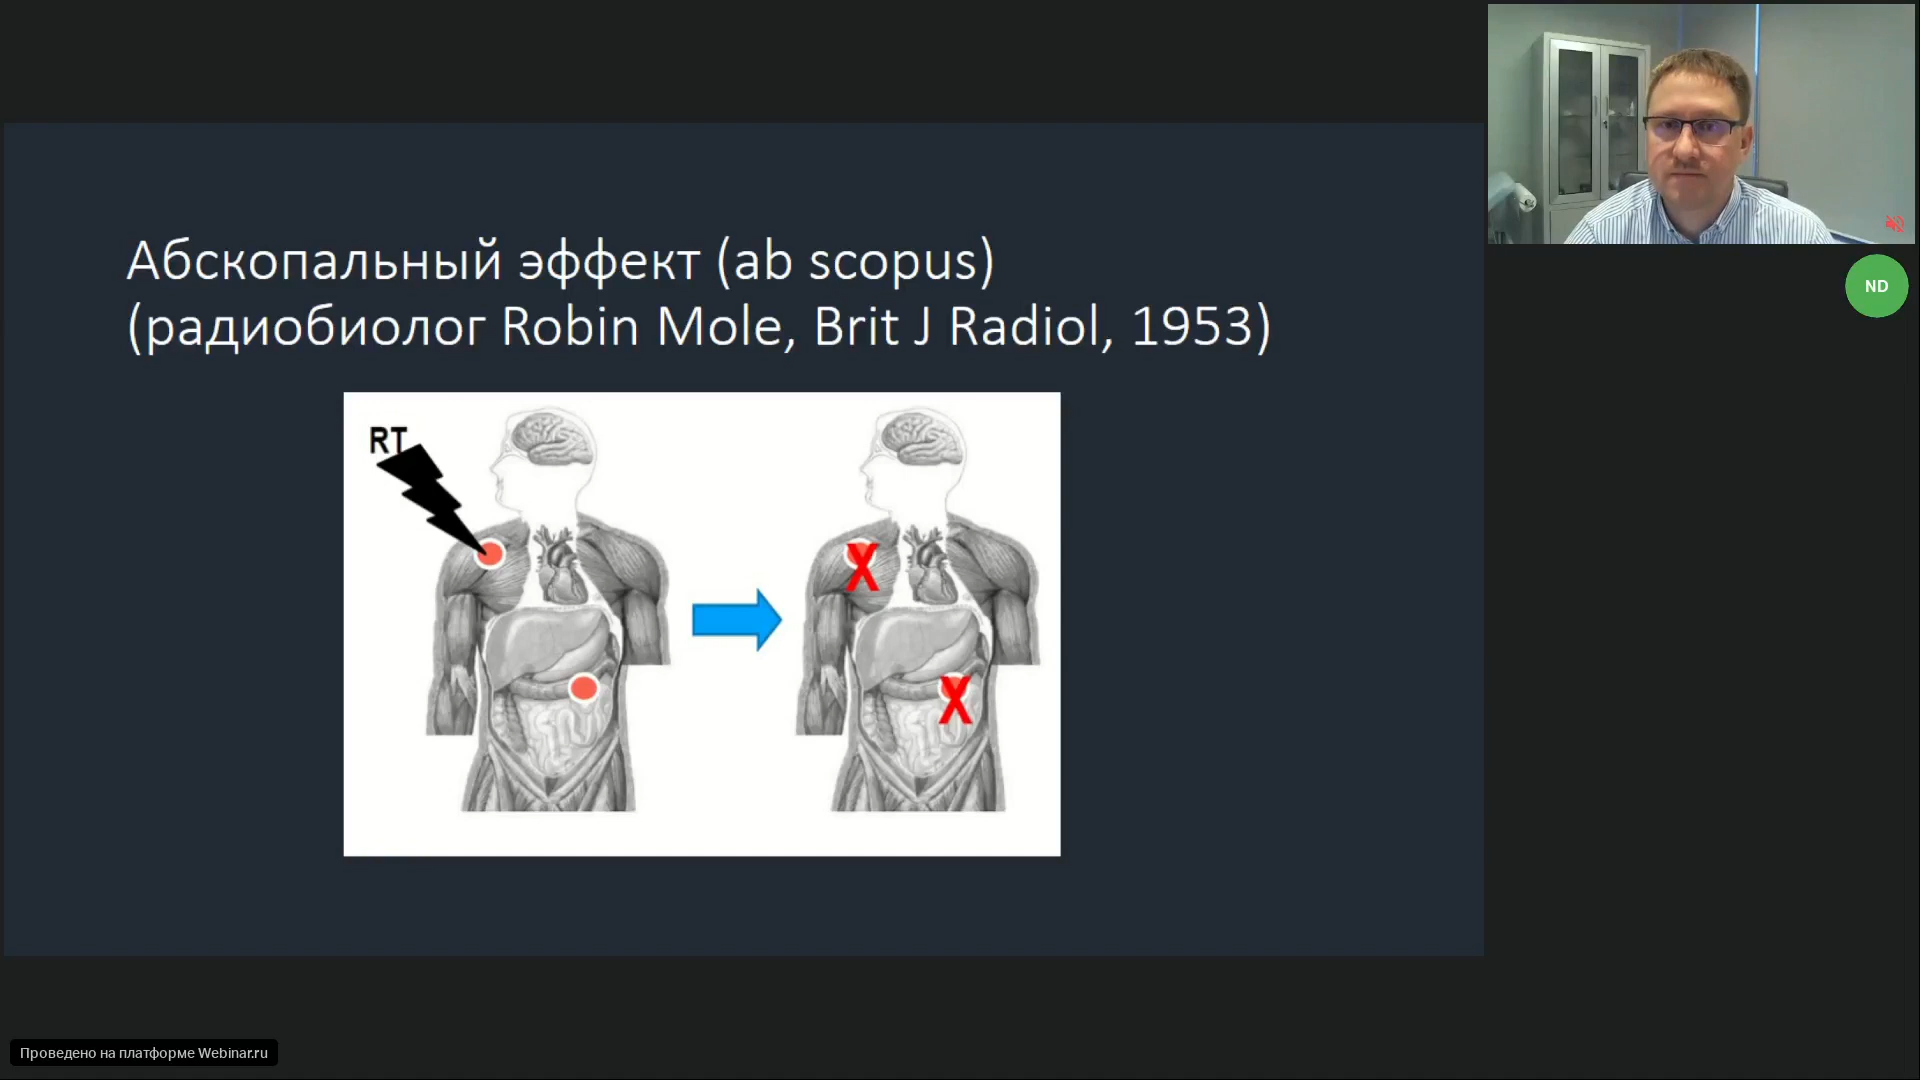 Абскопальный эффект (ab scopus)
(радиобиолог Robin Mole, Brit J Radiol, 1953)
RT
X
X
ND
Проведено на платформе Webinar.ru